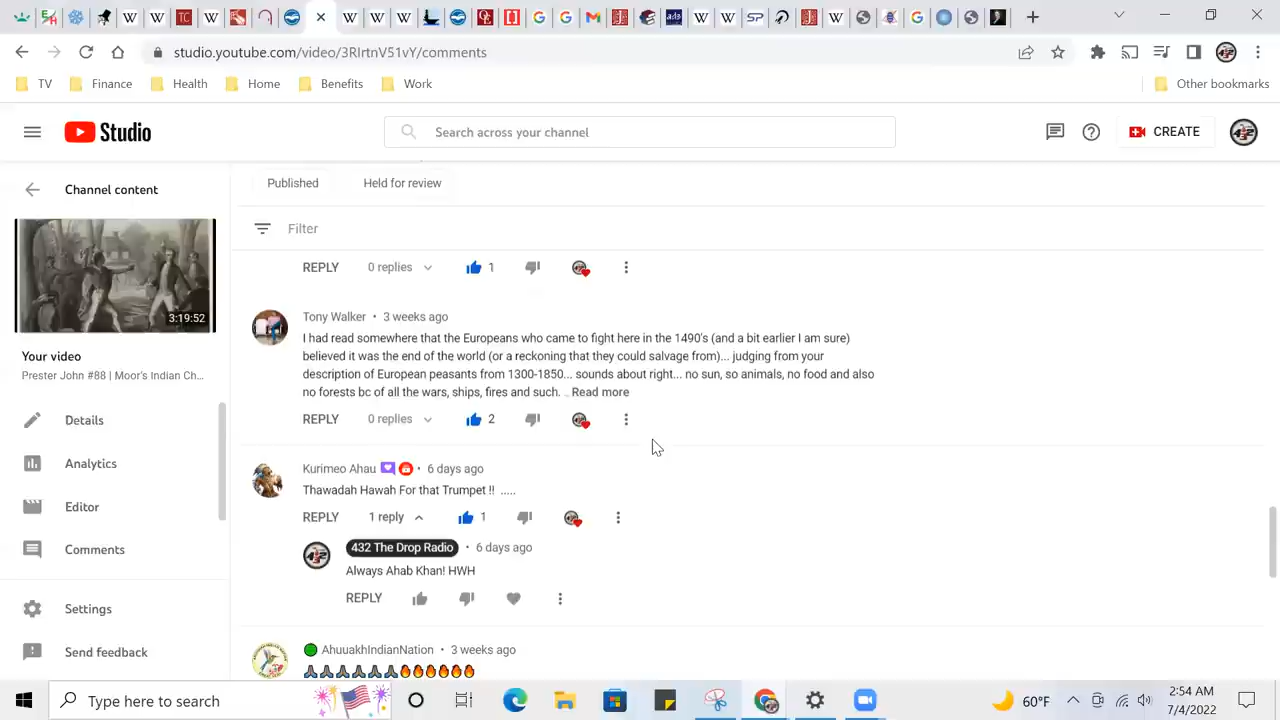 studio.youtube.com/video/3RIrtnV51vY/comments
TV Finance Health Home Benefits Work Other bookmarks
Studio Search across your channel CREATE
Channel content
3:19:52
Your video
Prester John #88 | Moor's Indian Ch...
Details
Analytics
Editor
Comments
Settings
Send feedback
Published Held for review
Filter
REPLY 0 replies 1
Tony Walker • 3 weeks ago
I had read somewhere that the Europeans who came to fight here in the 1490's (and a bit earlier I am sure)
believed it was the end of the world (or a reckoning that they could salvage from)... judging from your
description of European peasants from 1300-1850... sounds about right... no sun, so animals, no food and also
no forests bc of all the wars, ships, fires and such. .. Read more
REPLY 0 replies 2
Kurimeo Ahau • 6 days ago
Thawadah Hawah For that Trumpet !! .....
REPLY 1 reply 1
432 The Drop Radio • 6 days ago
Always Ahab Khan! HWH
REPLY
AhuuakhIndianNation • 3 weeks ago
Type here to search
60°F
2:54 AM
7/4/2022